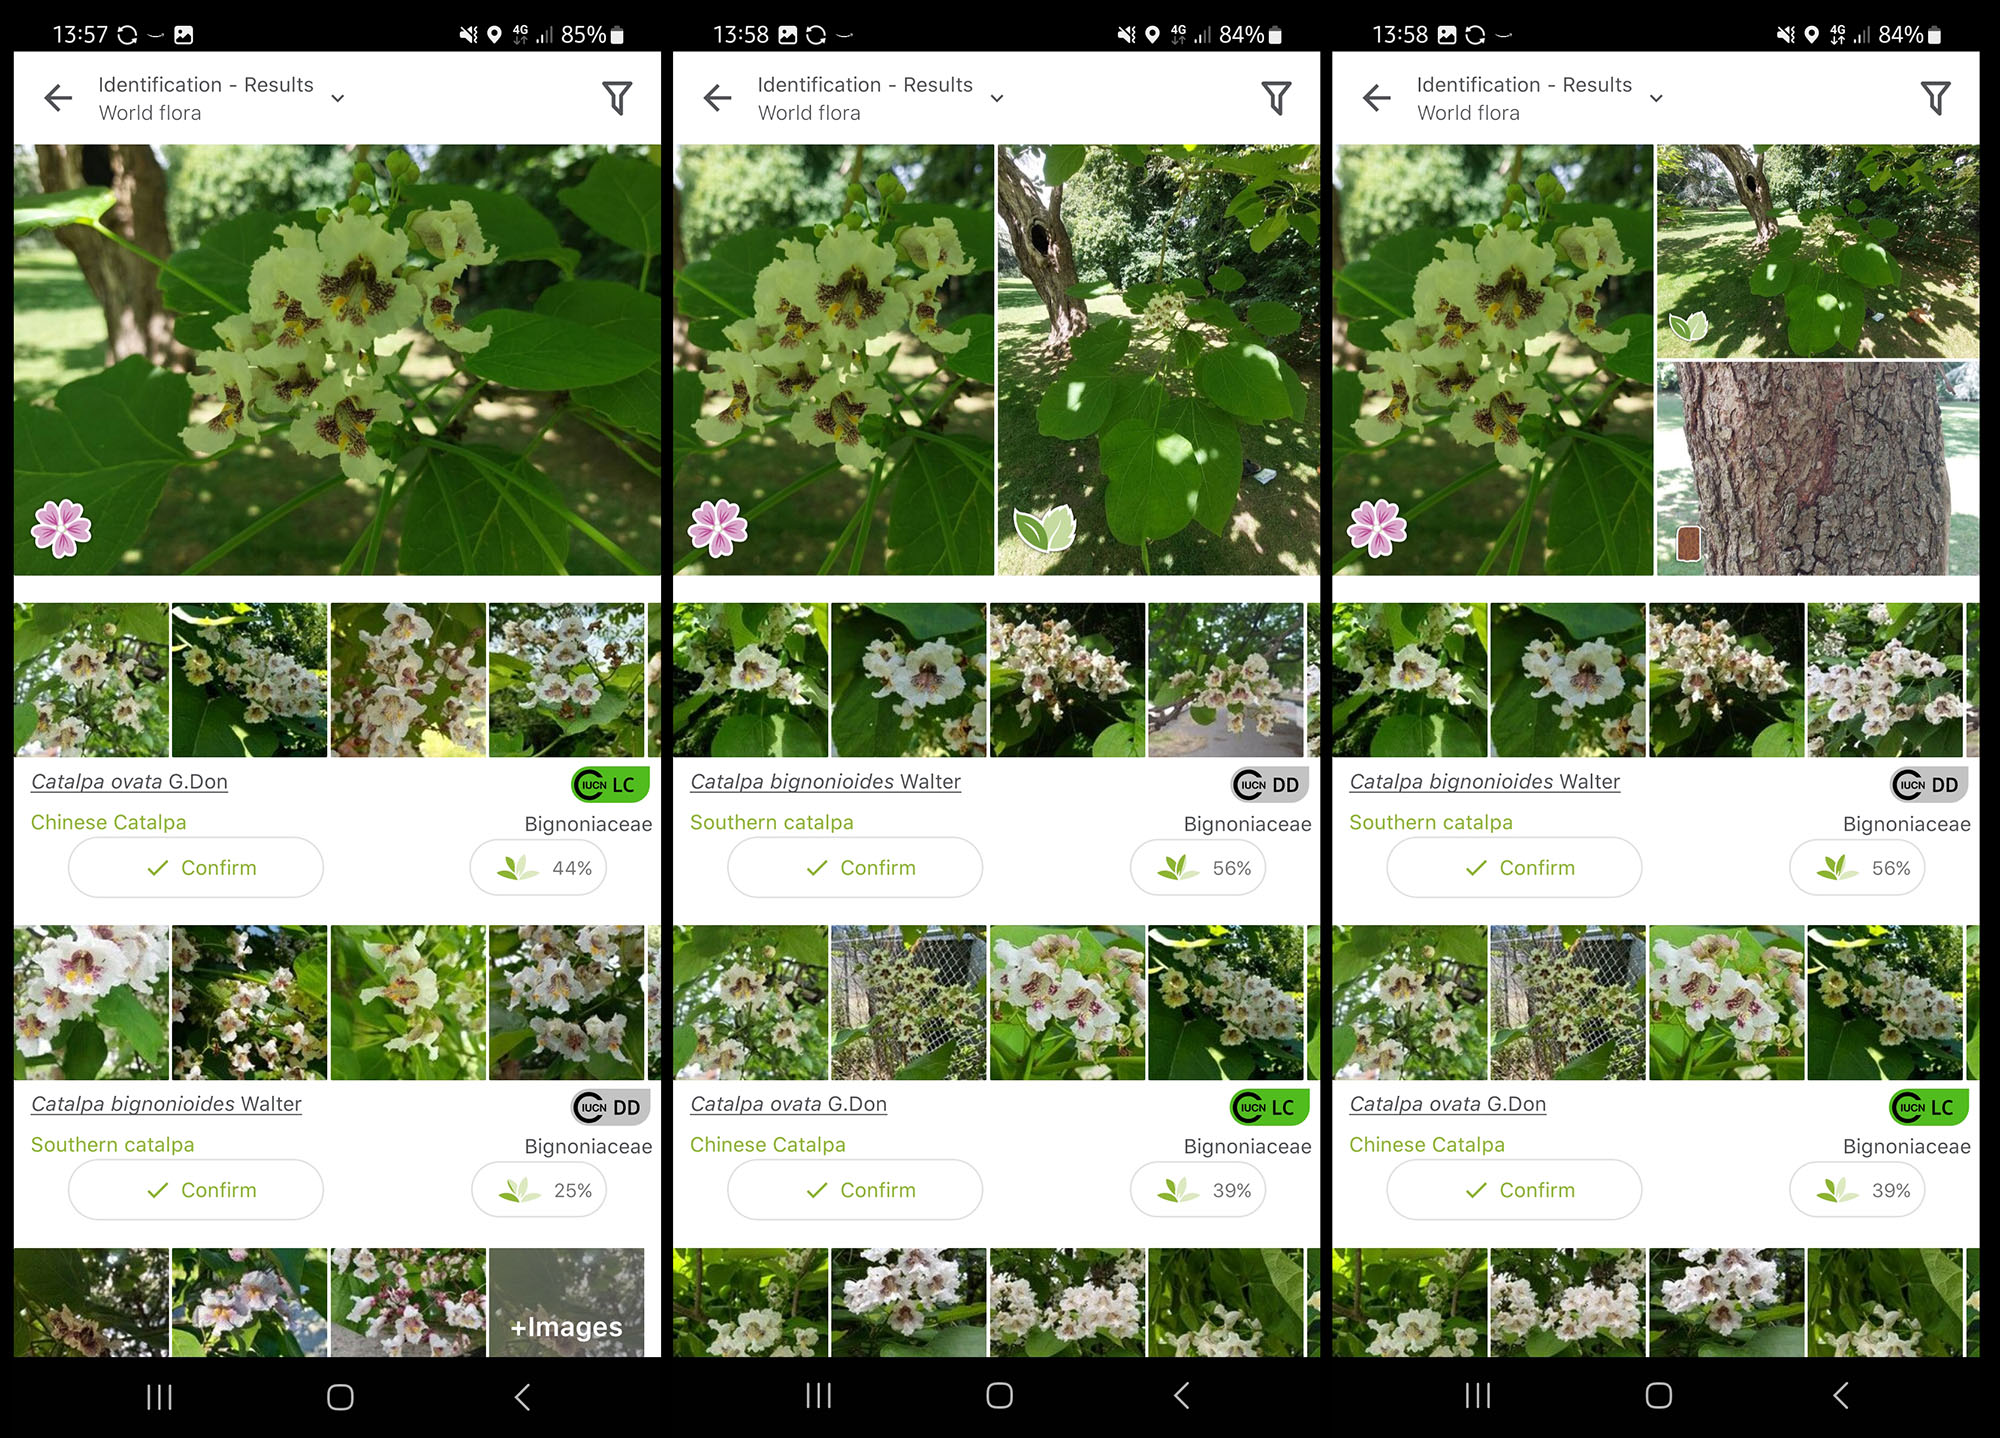 13:57 4G 85%
Identification - Results
World flora
Catalpa ovata G.Don IUCN LC
Chinese Catalpa Bignoniaceae
Confirm 44%
Catalpa bignonioides Walter IUCN DD
Southern catalpa Bignoniaceae
Confirm 25%
+Images
13:58 4G 84%
Identification - Results
World flora
Catalpa bignonioides Walter IUCN DD
Southern catalpa Bignoniaceae
Confirm 56%
Catalpa ovata G.Don IUCN LC
Chinese Catalpa Bignoniaceae
Confirm 39%
13:58 4G 84%
Identification - Results
World flora
Catalpa bignonioides Walter IUCN DD
Southern catalpa Bignoniaceae
Confirm 56%
Catalpa ovata G.Don IUCN LC
Chinese Catalpa Bignoniaceae
Confirm 39%